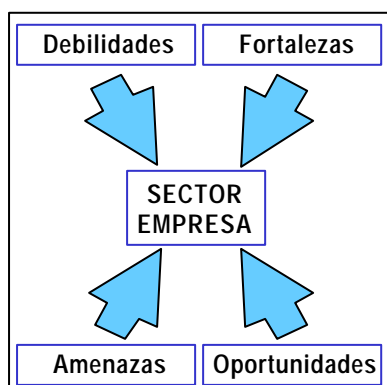 Debilidades
Fortalezas
SECTOR
EMPRESA
Amenazas
Oportunidades